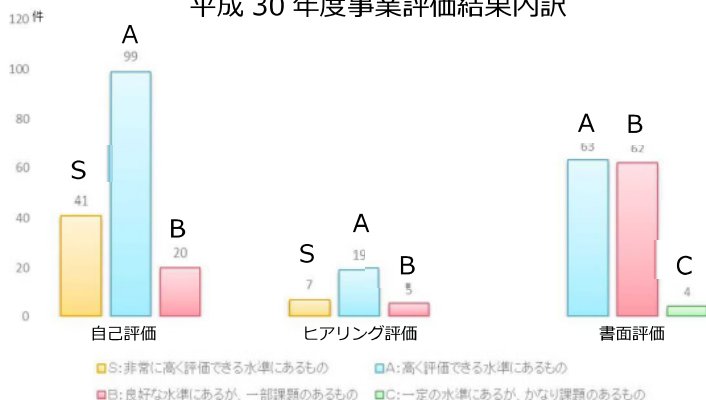 平成 30 年度事業評価結果内訳
120 件
100
80
60
40
20
0
S
41
A
99
B
20
S
7
A
19
B
5
A
63
B
62
C
4
自己評価
ヒアリング評価
書面評価
S:非常に高く評価できる水準にあるもの
A:高く評価できる水準にあるもの
B:良好な水準にあるが、一部課題のあるもの
C:一定の水準にあるが、かなり課題のあるもの